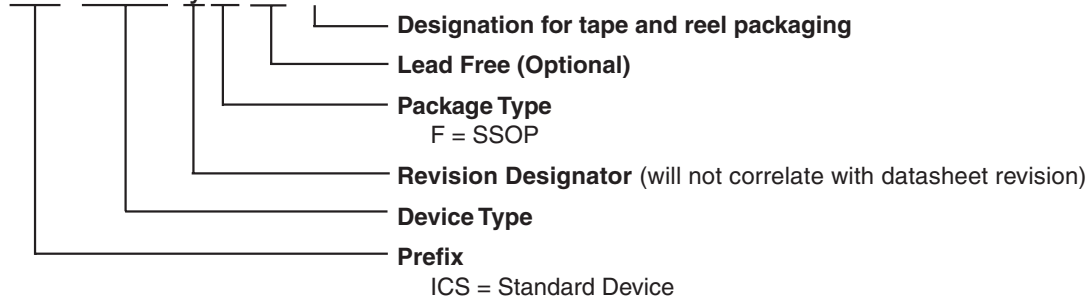 Designation for tape and reel packaging
Lead Free (Optional)
Package Type
F = SSOP
Revision Designator (will not correlate with datasheet revision)
Device Type
Prefix
ICS = Standard Device